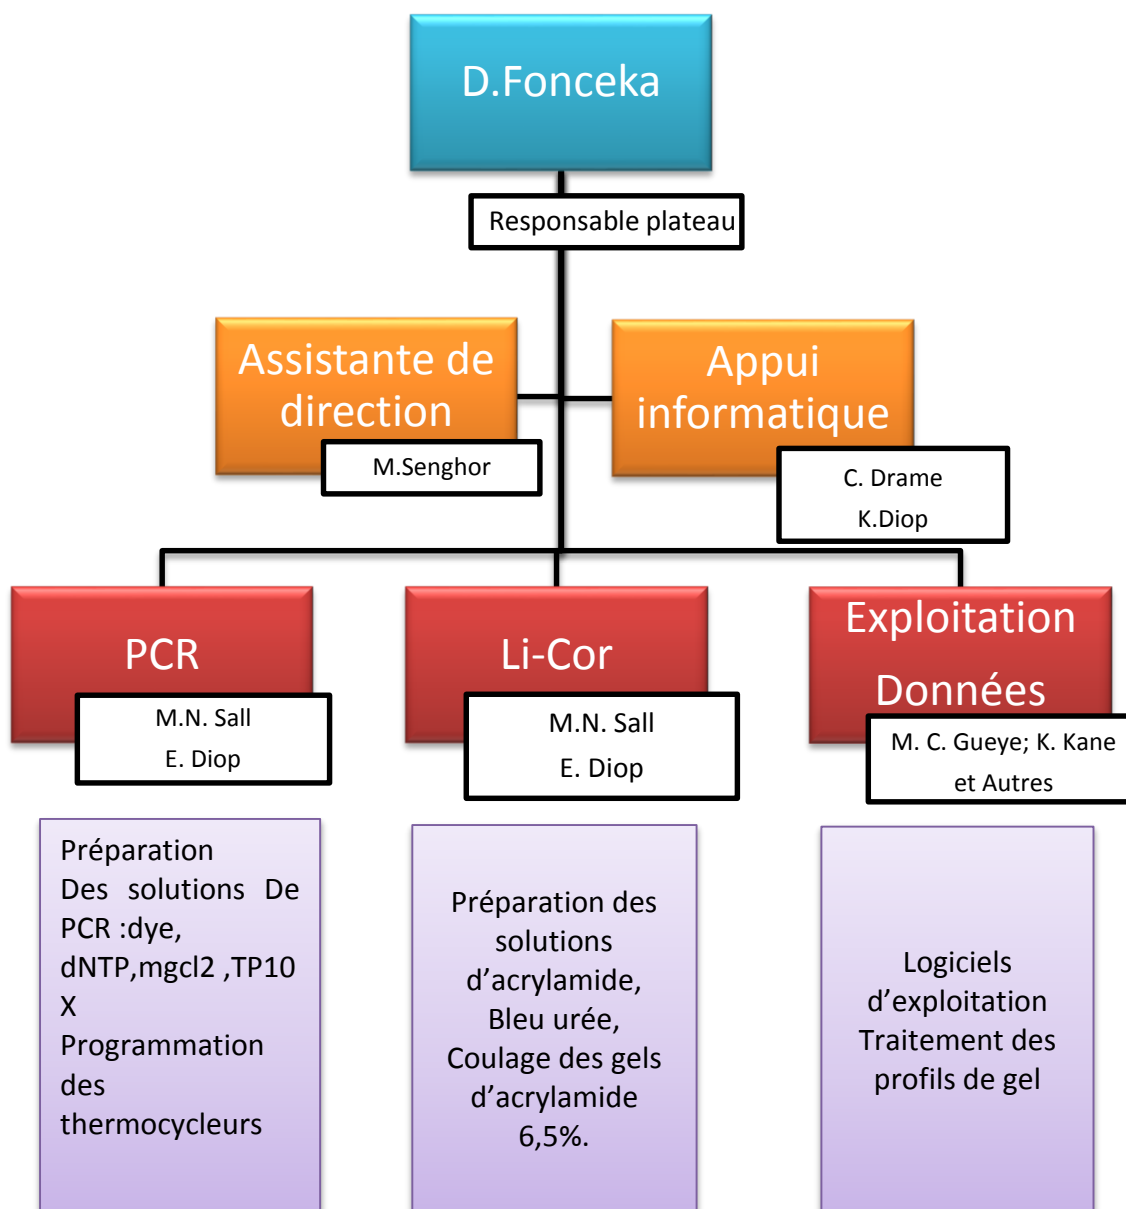 D.Fonceka
Responsable plateau
Assistante de
direction
M.Senghor
Appui
informatique
C. Drame
K.Diop
PCR
M.N. Sall
E. Diop
Li-Cor
M.N. Sall
E. Diop
Exploitation
Données
M. C. Gueye; K. Kane
et Autres
Préparation
Des solutions De
PCR :dye,
dNTP,mgcl2 ,TP10
X
Programmation
des
thermocycleurs
Préparation des
solutions
d’acrylamide,
Bleu urée,
Coulage des gels
d’acrylamide
6,5%.
Logiciels
d’exploitation
Traitement des
profils de gel